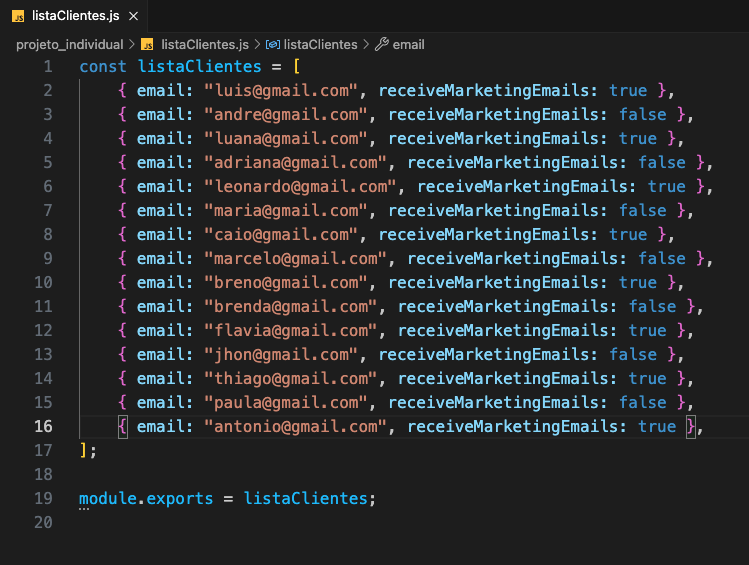 JS listaClientes.js ×
projeto_individual > JS listaClientes.js > listaClientes > email
1 const listaClientes = [
2 { email: "luis@gmail.com", receiveMarketingEmails: true },
3 { email: "andre@gmail.com", receiveMarketingEmails: false },
4 { email: "luana@gmail.com", receiveMarketingEmails: true },
5 { email: "adriana@gmail.com", receiveMarketingEmails: false },
6 { email: "leonardo@gmail.com", receiveMarketingEmails: true },
7 { email: "maria@gmail.com", receiveMarketingEmails: false },
8 { email: "caio@gmail.com", receiveMarketingEmails: true },
9 { email: "marcelo@gmail.com", receiveMarketingEmails: false },
10 { email: "breno@gmail.com", receiveMarketingEmails: true },
11 { email: "brenda@gmail.com", receiveMarketingEmails: false },
12 { email: "flavia@gmail.com", receiveMarketingEmails: true },
13 { email: "jhon@gmail.com", receiveMarketingEmails: false },
14 { email: "thiago@gmail.com", receiveMarketingEmails: true },
15 { email: "paula@gmail.com", receiveMarketingEmails: false },
16 { email: "antonio@gmail.com", receiveMarketingEmails: true },
17 ];
18
19 module.exports = listaClientes;
20